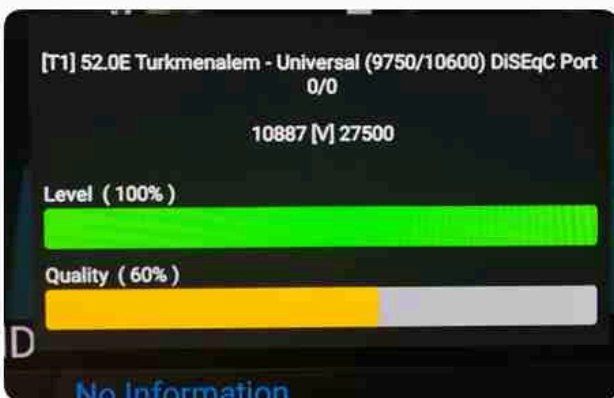 [T1] 52.0E Turkmenalem - Universal (9750/10600) DiSEqC Port
0/0
10887 [V] 27500
Level ( 100% )
Quality ( 60% )
ID
No Information